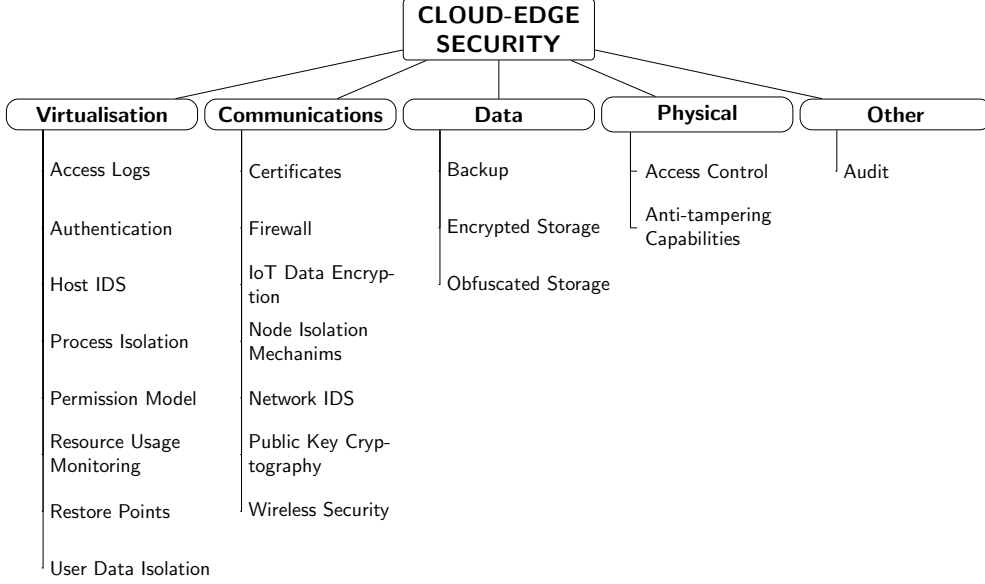 CLOUD-EDGE
SECURITY
Virtualisation
Access Logs
Authentication
Host IDS
Process Isolation
Permission Model
Resource Usage
Monitoring
Restore Points
User Data Isolation
Communications
Certificates
Firewall
IoT Data Encryp-
tion
Node Isolation
Mechanims
Network IDS
Public Key Cryp-
tography
Wireless Security
Data
Backup
Encrypted Storage
Obfuscated Storage
Physical
Access Control
Anti-tampering
Capabilities
Other
Audit